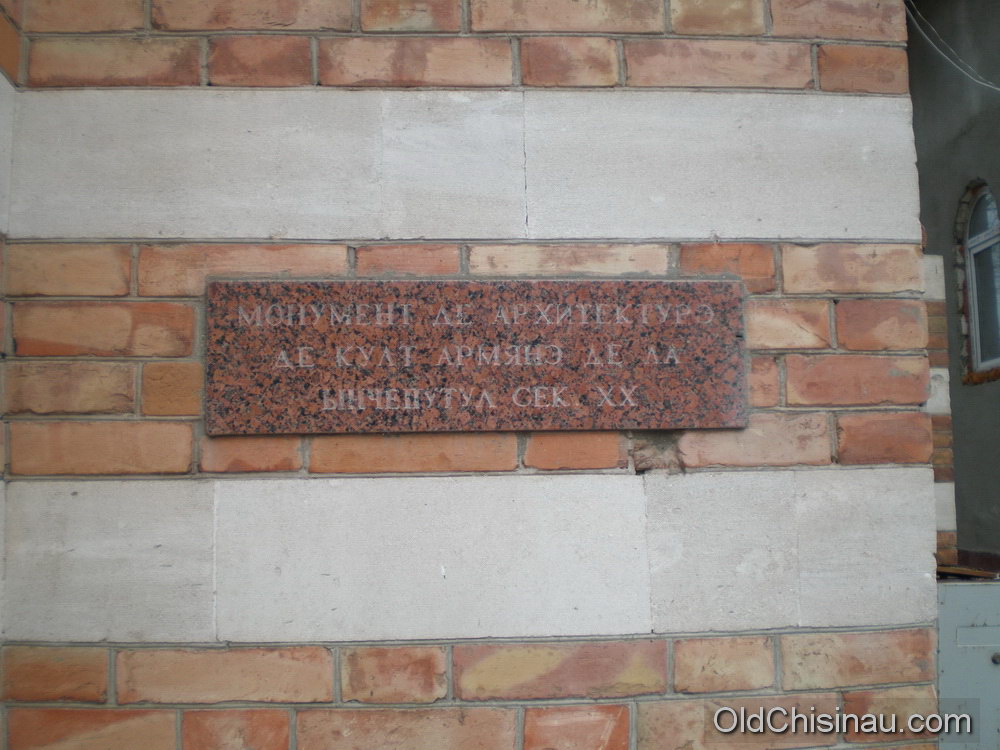 МОНУМЕНТ ДЕ АРХИТЕКТУРЭ
ДЕ КУЛТ АРМЯНЭ ДЕ ЛА
ЫНЧЕПУТУЛ СЕК. XX
OldChisinau.com